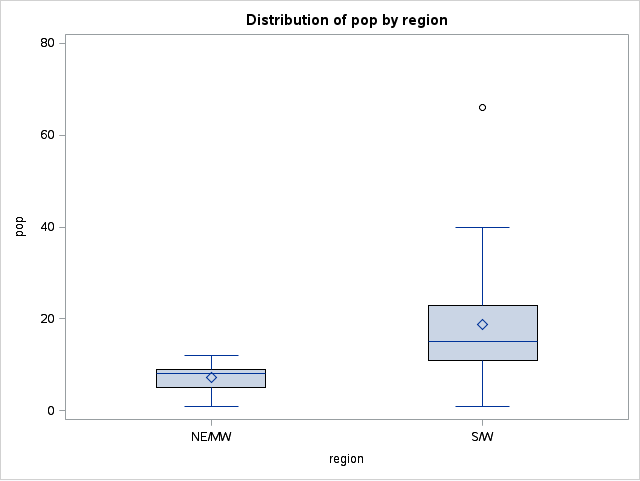 Distribution of pop by region
80
60
40
20
0
pop
NE/MW
S/W
region